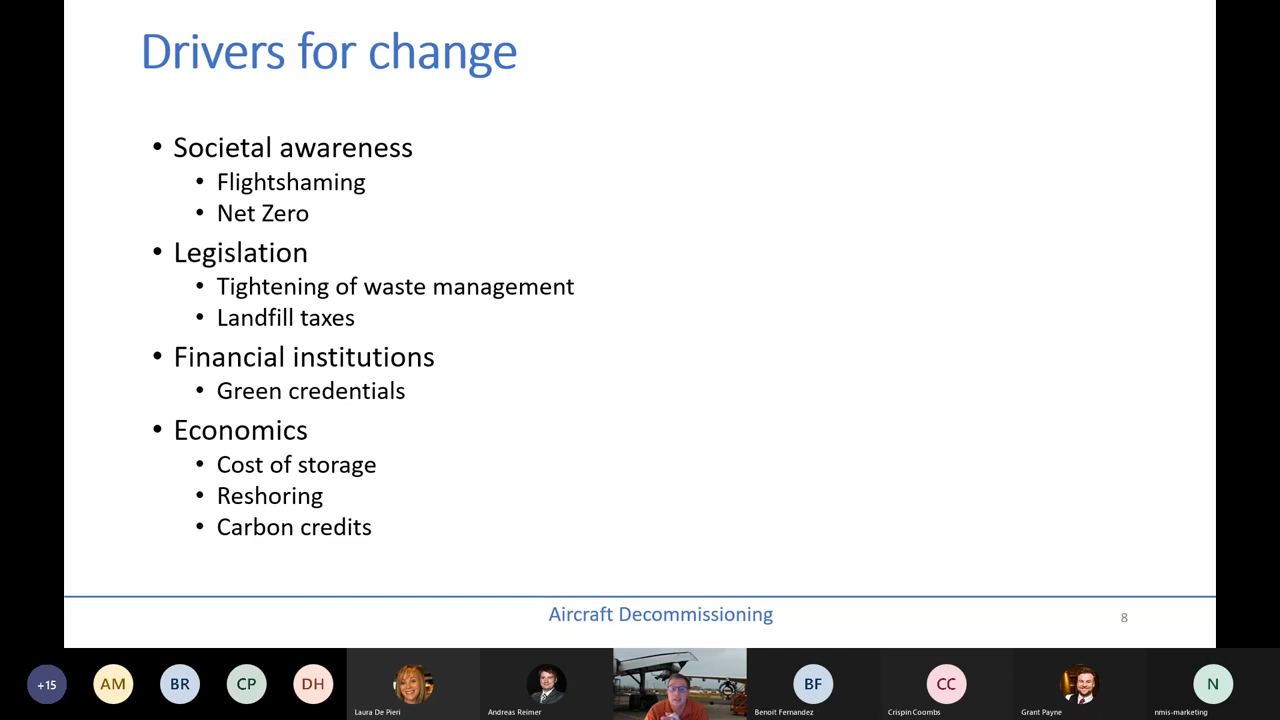 Drivers for change
• Societal awareness
• Flightshaming
• Net Zero
• Legislation
• Tightening of waste management
• Landfill taxes
• Financial institutions
• Green credentials
• Economics
• Cost of storage
• Reshoring
• Carbon credits
Aircraft Decommissioning
8
+15
AM
BR
CP
DH
BF
CC
N
Laura De Pieri
Andreas Reimer
Benoit Fernandez
Crispin Coombs
Grant Payne
nmis-marketing